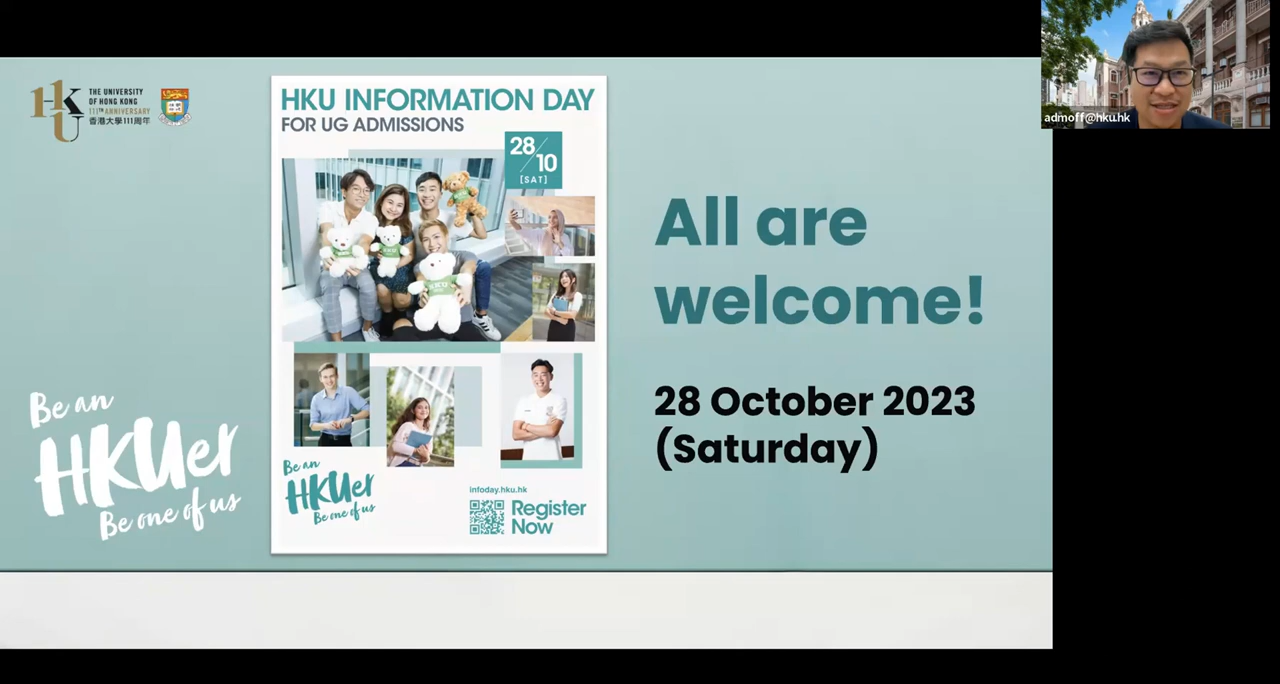 THE UNIVERSITY
OF HONG KONG
111TH ANNIVERSARY
香港大學111周年
HKU INFORMATION DAY
FOR UG ADMISSIONS
28/10
[SAT]
HKU
Be an
HKUer
Be one of us
infoday.hku.hk
Register
Now
Be an
HKUer
Be one of us
All are
welcome!
28 October 2023
(Saturday)
admoff@hku.hk